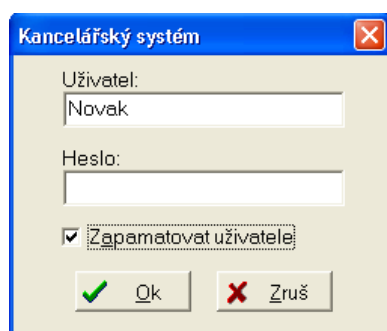 Kancelářský systém
Uživatel:
Novak
Heslo:
Zapamatovat uživatele
Ok
Zruš